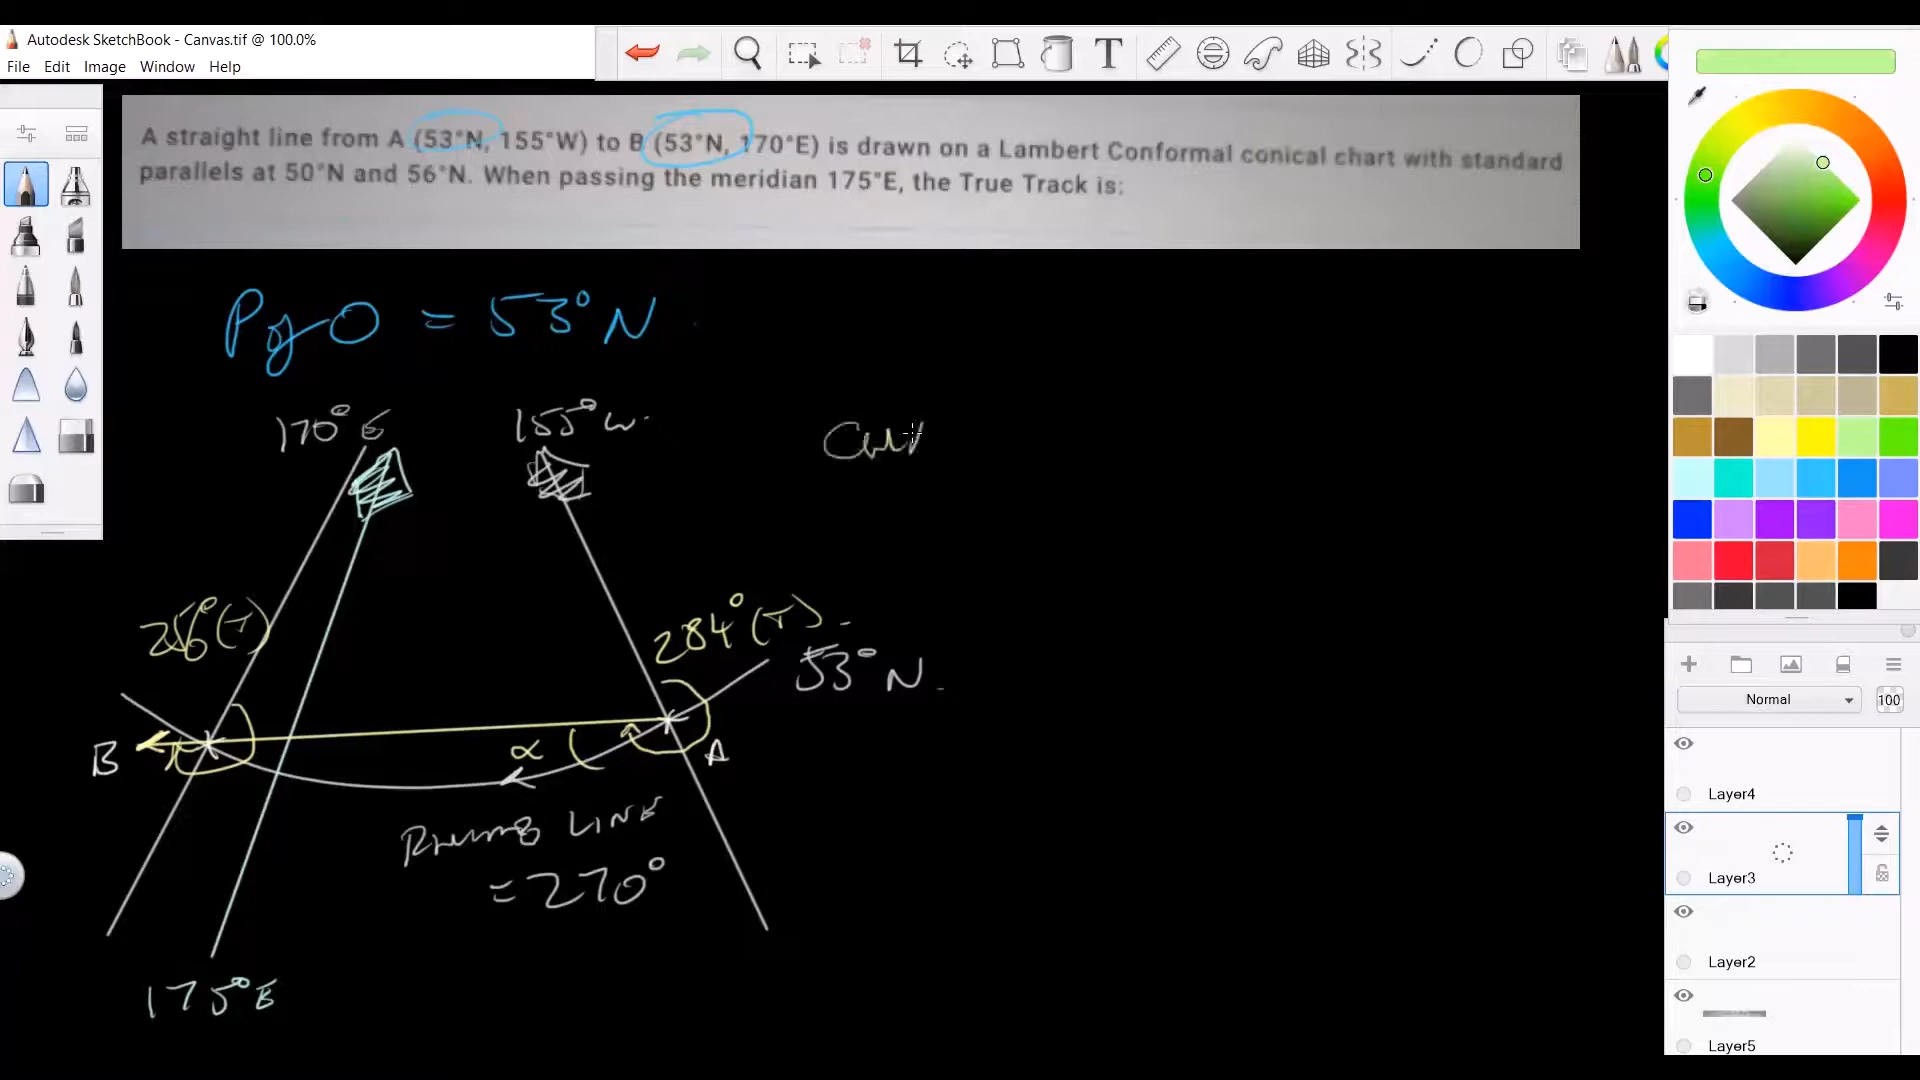 Autodesk SketchBook - Canvas.tif @ 100.0%
File Edit Image Window Help
A straight line from A (53°N, 155°W) to B (53°N, 170°E) is drawn on a Lambert Conformal conical chart with standard
parallels at 50°N and 56°N. When passing the meridian 175°E, the True Track is:
PofO = 53°N
170°E 155°W.
256°(T) 284°(T).
53°N.
B α A
RHUMB LINE
= 270°
175°E
Normal 100
Layer4
Layer3
Layer2
Layer5